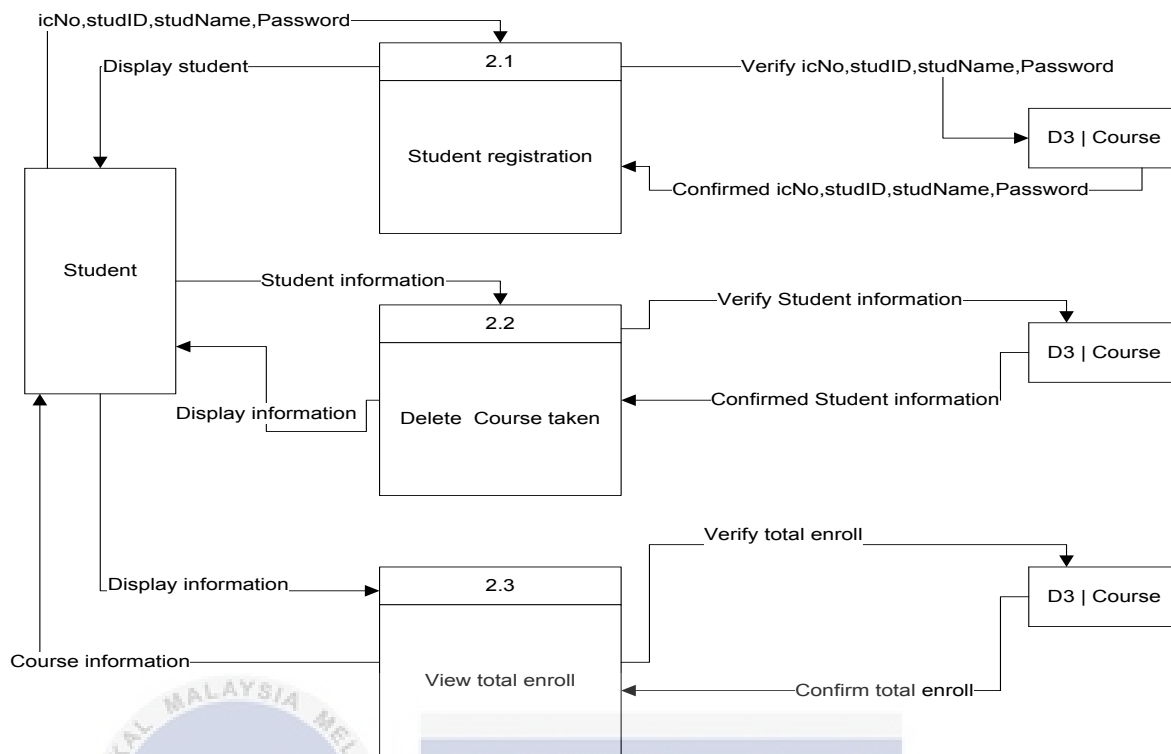 icNo,studID,studName,Password
2.1
Display student
Verify icNo,studID,studName,Password
D3 | Course
Student registration
Confirmed icNo,studID,studName,Password
Student
Student information
Verify Student information
2.2
D3 | Course
Confirmed Student information
Display information
Delete Course taken
Verify total enroll
Display information
2.3
D3 | Course
Course information
View total enroll
Confirm total enroll
MALAYSIA